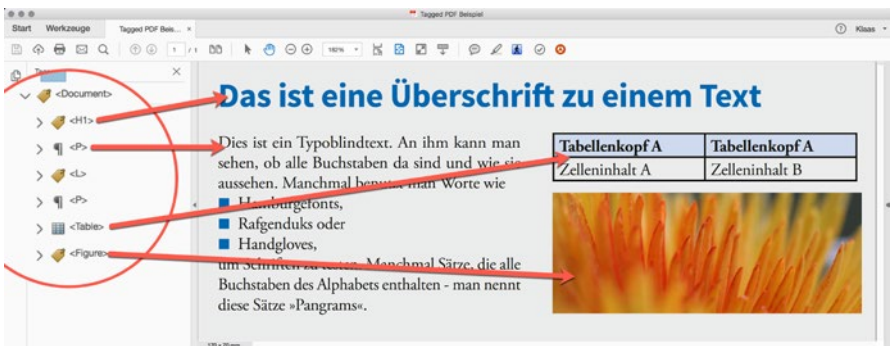 Tagged PDF Beispiel
Start Werkzeuge Tagged PDF Beis... × Klaas
1 / 1 182%
<Document>
<H1>
<P>
<L>
<P>
<Table>
<Figure>
Das ist eine Überschrift zu einem Text
Dies ist ein Typoblindtext. An ihm kann man
sehen, ob alle Buchstaben da sind und wie sie
aussehen. Manchmal benutzt man Worte wie
■ Hamburgefonts,
■ Rafgenduks oder
■ Handgloves,
um Schriften zu testen. Manchmal Sätze, die alle
Buchstaben des Alphabets enthalten - man nennt
diese Sätze »Pangrams«.
Tabellenkopf A Tabellenkopf A
Zelleninhalt A Zelleninhalt B